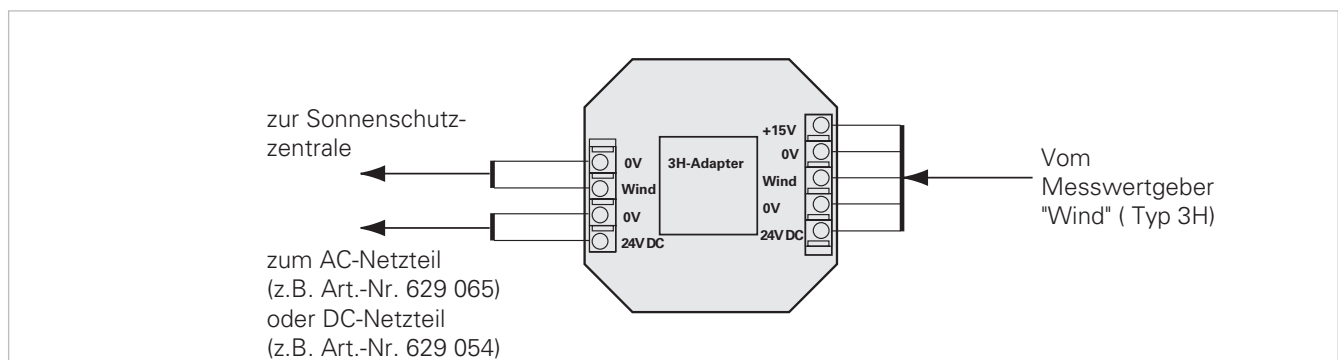 zur Sonnenschutz-
zentrale
zum AC-Netzteil
(z.B. Art.-Nr. 629 065)
oder DC-Netzteil
(z.B. Art.-Nr. 629 054)
0V
Wind
0V
24V DC
3H-Adapter
+15V
0V
Wind
0V
24V DC
Vom
Messwertgeber
"Wind" ( Typ 3H)